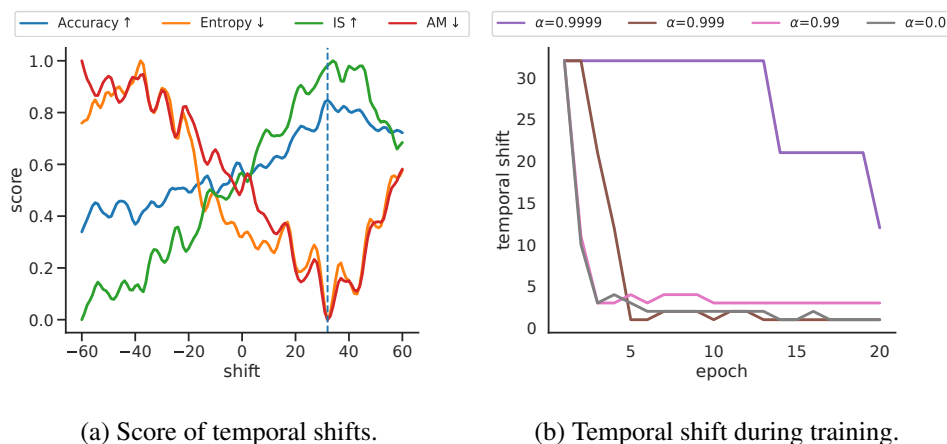 Accuracy ↑ Entropy ↓ IS ↑ AM ↓
1.0
0.8
0.6
0.4
0.2
0.0
score
−60 −40 −20 0 20 40 60
shift
(a) Score of temporal shifts.
α=0.9999 α=0.999 α=0.99 α=0.0
30
25
20
15
10
5
0
temporal shift
5 10 15 20
epoch
(b) Temporal shift during training.